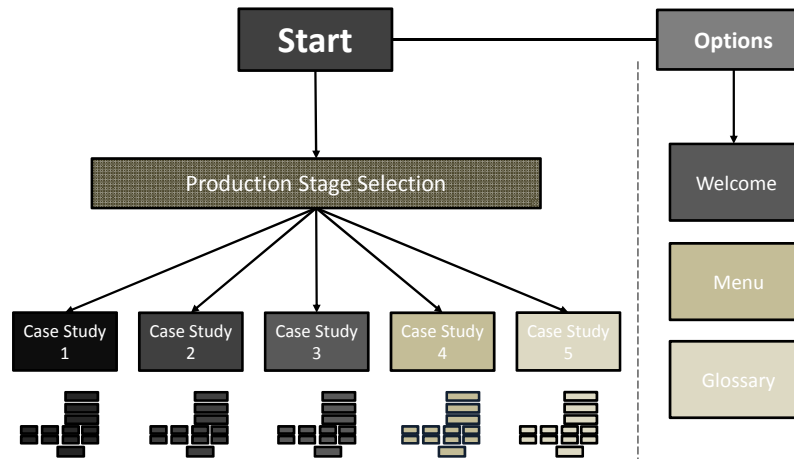 Start
Options
Production Stage Selection
Welcome
Menu
Case Study
1
Case Study
2
Case Study
3
Case Study
4
Case Study
5
Glossary